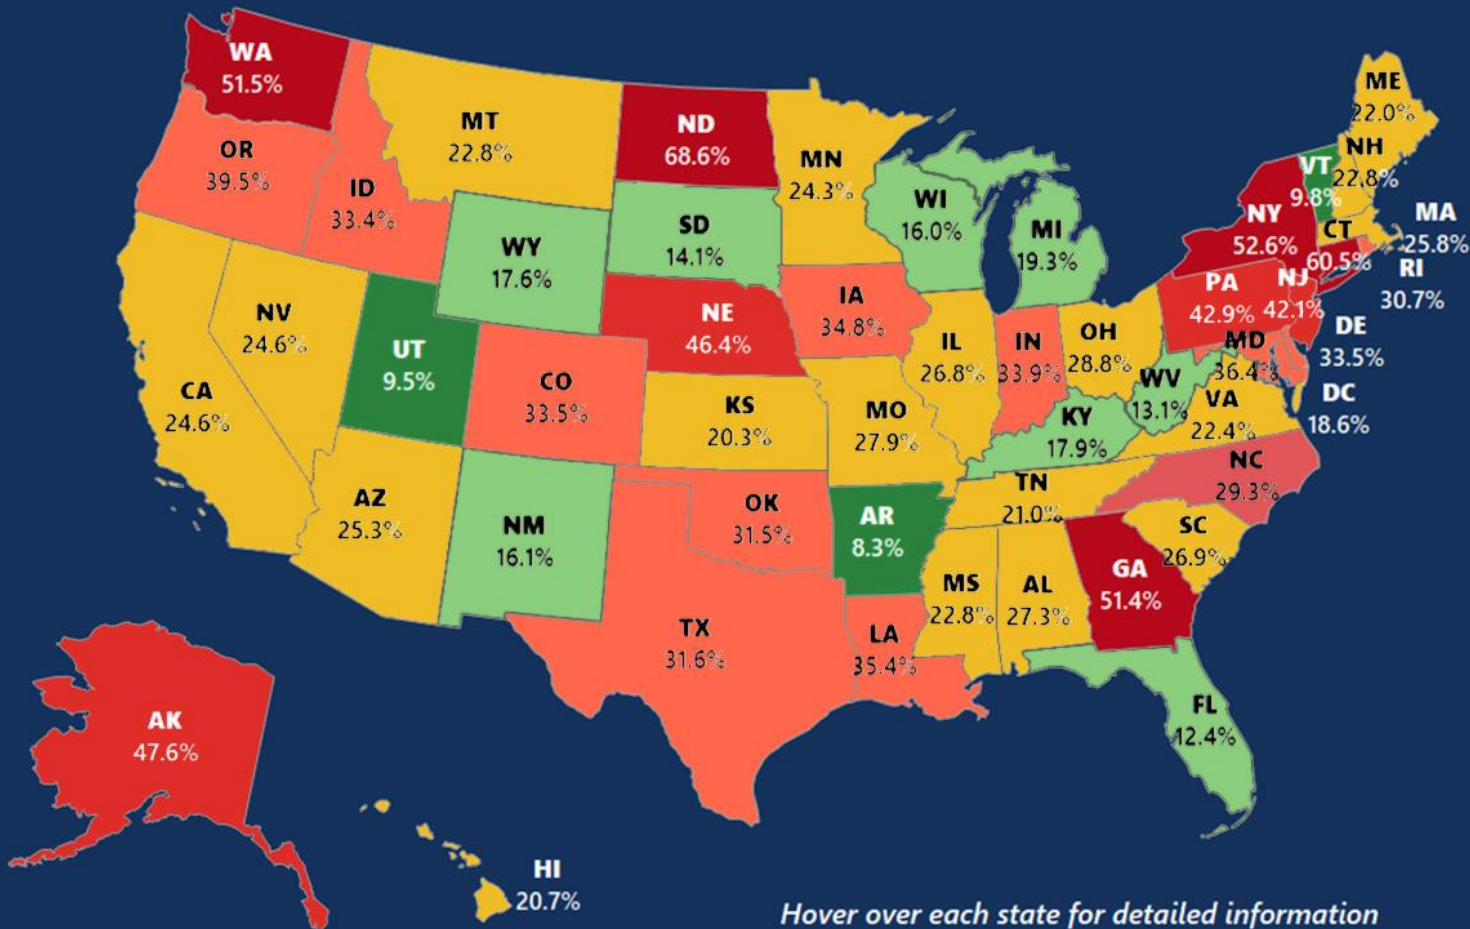 WA
51.5%
OR
39.5%
ID
33.4%
MT
22.8%
ND
68.6%
MN
24.3%
WI
16.0%
MI
19.3%
ME
22.0%
NH
22.8%
VT
9.8%
NY
52.6%
MA
25.8%
CT
60.5%
RI
30.7%
PA
42.9%
NJ
42.1%
DE
33.5%
MD
36.4%
DC
18.6%
WY
17.6%
SD
14.1%
NE
46.4%
IA
34.8%
IL
26.8%
IN
33.9%
OH
28.8%
WV
13.1%
VA
22.4%
NV
24.6%
UT
9.5%
CO
33.5%
KS
20.3%
MO
27.9%
KY
17.9%
CA
24.6%
AZ
25.3%
NM
16.1%
OK
31.5%
AR
8.3%
TN
21.0%
NC
29.3%
SC
26.9%
MS
22.8%
AL
27.3%
GA
51.4%
TX
31.6%
LA
35.4%
FL
12.4%
AK
47.6%
HI
20.7%
Hover over each state for detailed information